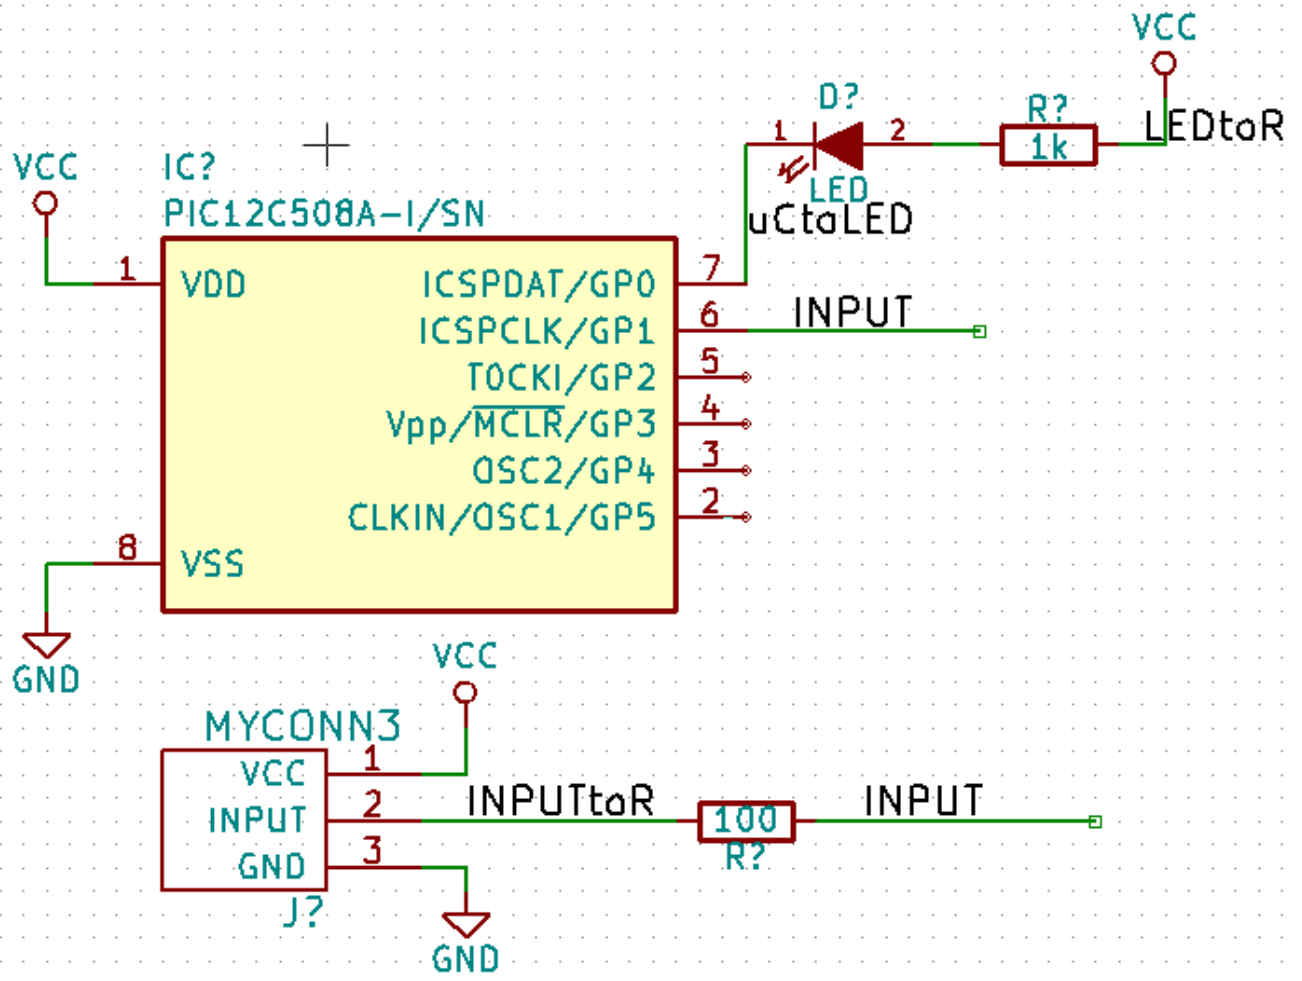 VCC
D?
R?
LEDtoR
1
2
1k
VCC
IC?
LED
PIC12C508A-I/SN
uCtoLED
1
VDD
ICSPDAT/GP0
7
ICSPCLK/GP1
6
INPUT
T0CKI/GP2
5
Vpp/MCLR/GP3
4
OSC2/GP4
3
CLKIN/OSC1/GP5
2
8
VSS
GND
VCC
MYCONN3
VCC
1
INPUT
2
INPUTtoR
100
INPUT
R?
GND
3
J?
GND